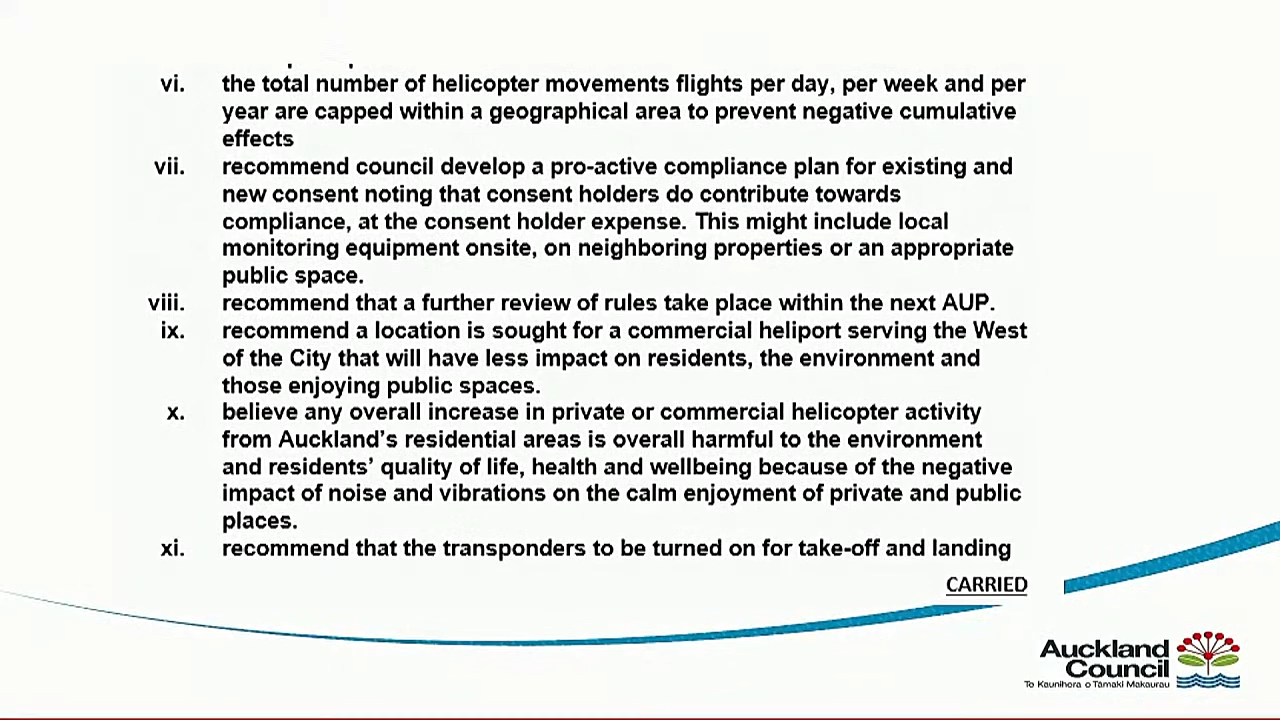 vi. the total number of helicopter movements flights per day, per week and per
year are capped within a geographical area to prevent negative cumulative
effects
vii. recommend council develop a pro-active compliance plan for existing and
new consent noting that consent holders do contribute towards
compliance, at the consent holder expense. This might include local
monitoring equipment onsite, on neighboring properties or an appropriate
public space.
viii. recommend that a further review of rules take place within the next AUP.
ix. recommend a location is sought for a commercial heliport serving the West
of the City that will have less impact on residents, the environment and
those enjoying public spaces.
x. believe any overall increase in private or commercial helicopter activity
from Auckland's residential areas is overall harmful to the environment
and residents' quality of life, health and wellbeing because of the negative
impact of noise and vibrations on the calm enjoyment of private and public
places.
xi. recommend that the transponders to be turned on for take-off and landing
CARRIED
Auckland
Council
Te Kaunihera o Tāmaki Makaurau